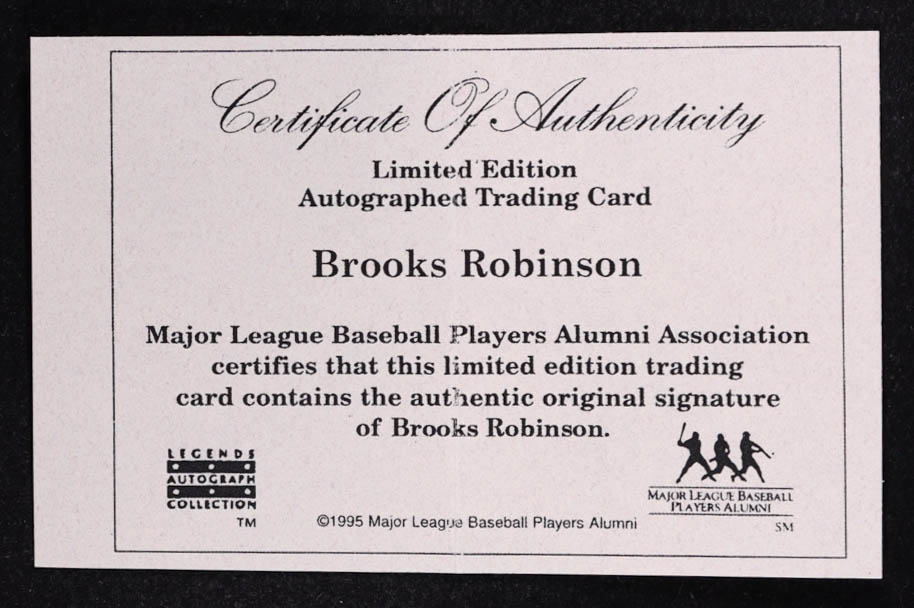 Certificate Of Authenticity
Limited Edition
Autographed Trading Card
Brooks Robinson
Major League Baseball Players Alumni Association
certifies that this limited edition trading
card contains the authentic original signature
of Brooks Robinson.
LEGENDS
AUTOGRAPH
COLLECTION
TM
©1995 Major League Baseball Players Alumni
MAJOR LEAGUE BASEBALL
PLAYERS ALUMNI
SM